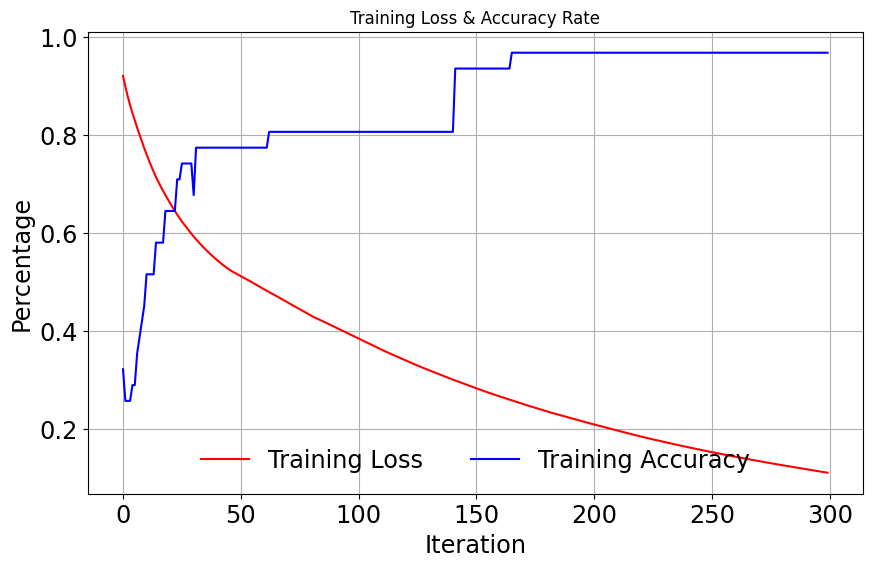 Training Loss & Accuracy Rate
1.0
0.8
0.6
0.4
0.2
Percentage
Training Loss Training Accuracy
0 50 100 150 200 250 300
Iteration